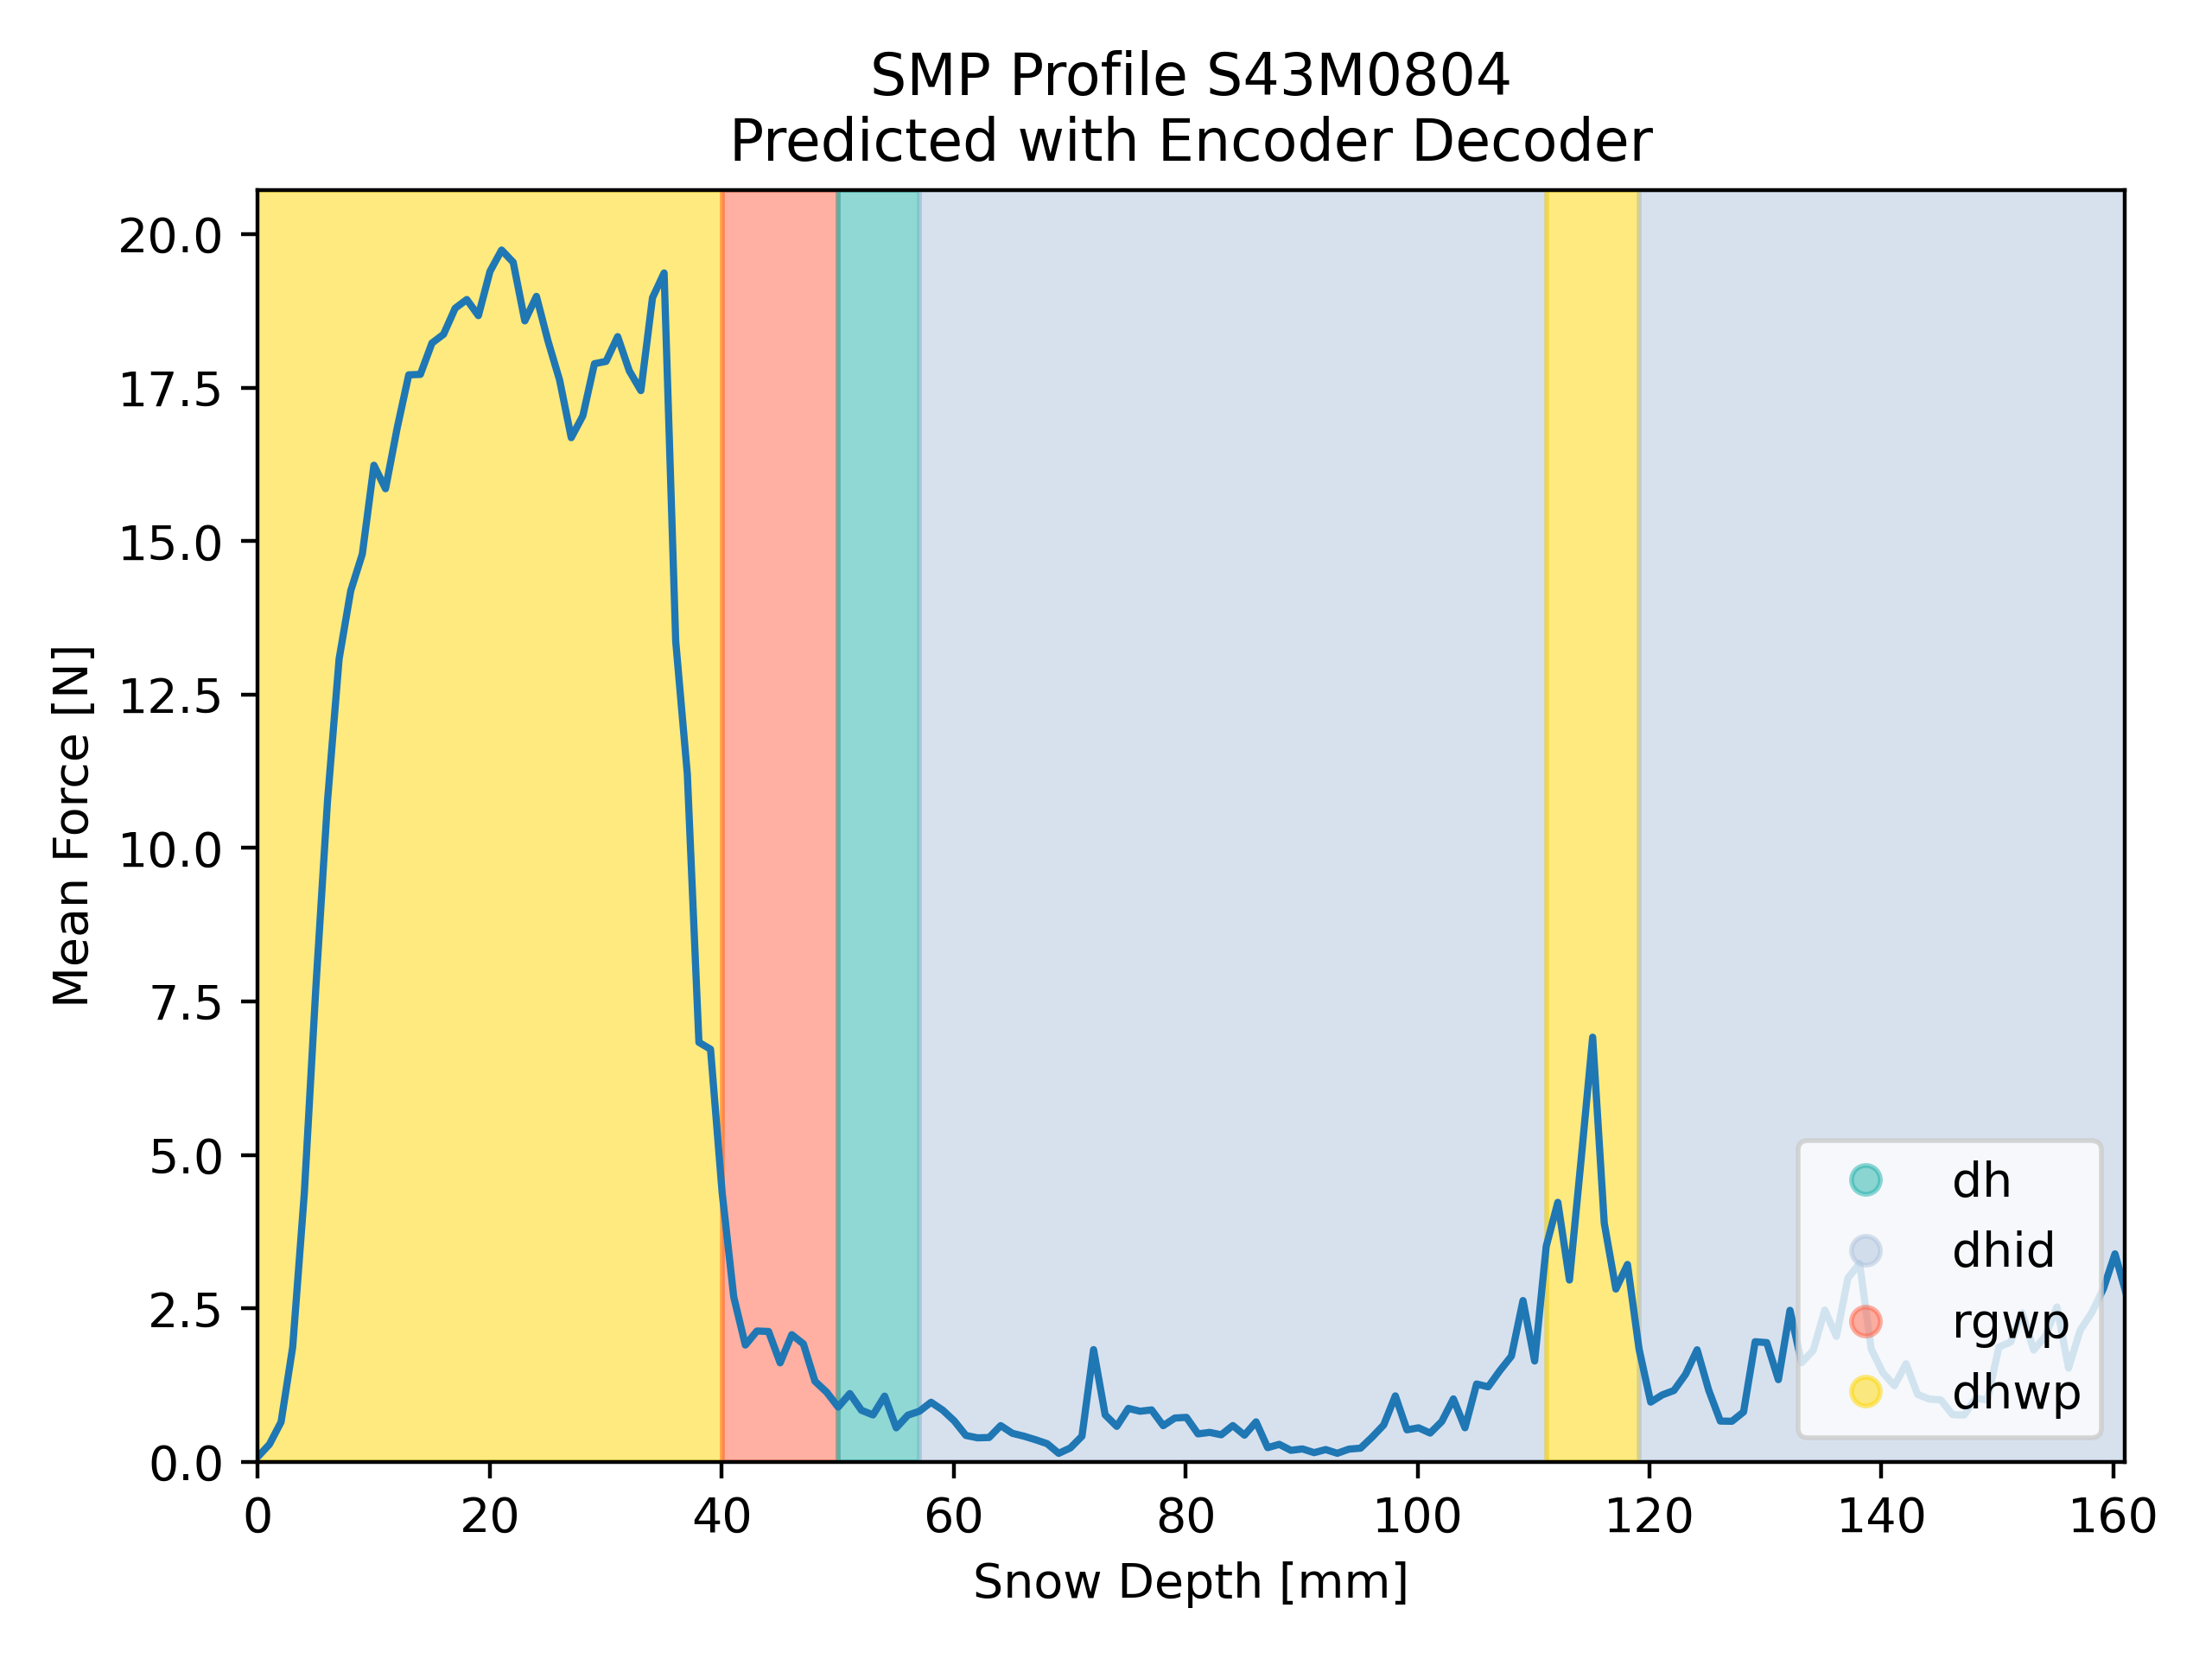 SMP Profile S43M0804
Predicted with Encoder Decoder
Mean Force [N]
20.0
17.5
15.0
12.5
10.0
7.5
5.0
2.5
0.0
dh
dhid
rgwp
dhwp
0 20 40 60 80 100 120 140 160
Snow Depth [mm]